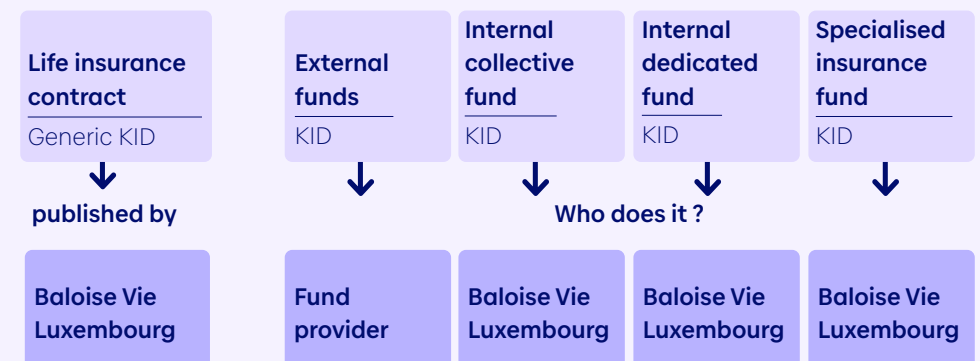 Life insurance
contract
Generic KID
published by
Baloise Vie
Luxembourg
External
funds
KID
Internal
collective
fund
KID
Internal
dedicated
fund
KID
Specialised
insurance
fund
KID
Who does it ?
Fund
provider
Baloise Vie
Luxembourg
Baloise Vie
Luxembourg
Baloise Vie
Luxembourg